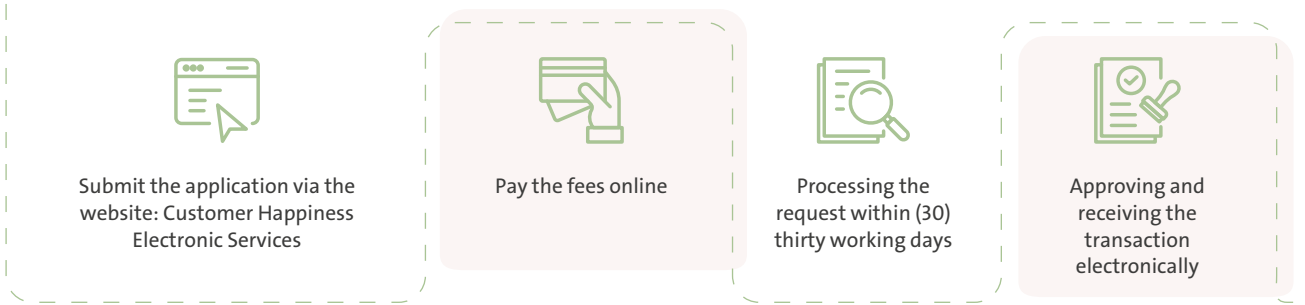 Submit the application via the
website: Customer Happiness
Electronic Services
Pay the fees online
Processing the
request within (30)
thirty working days
Approving and
receiving the
transaction
electronically